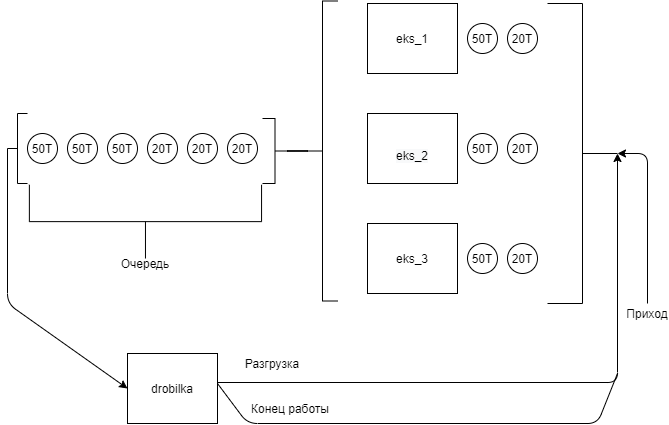 eks_1 50T 20T
50T 50T 50T 20T 20T 20T
eks_2 50T 20T
Очередь
eks_3 50T 20T
Приход
drobilka
Разгрузка
Конец работы